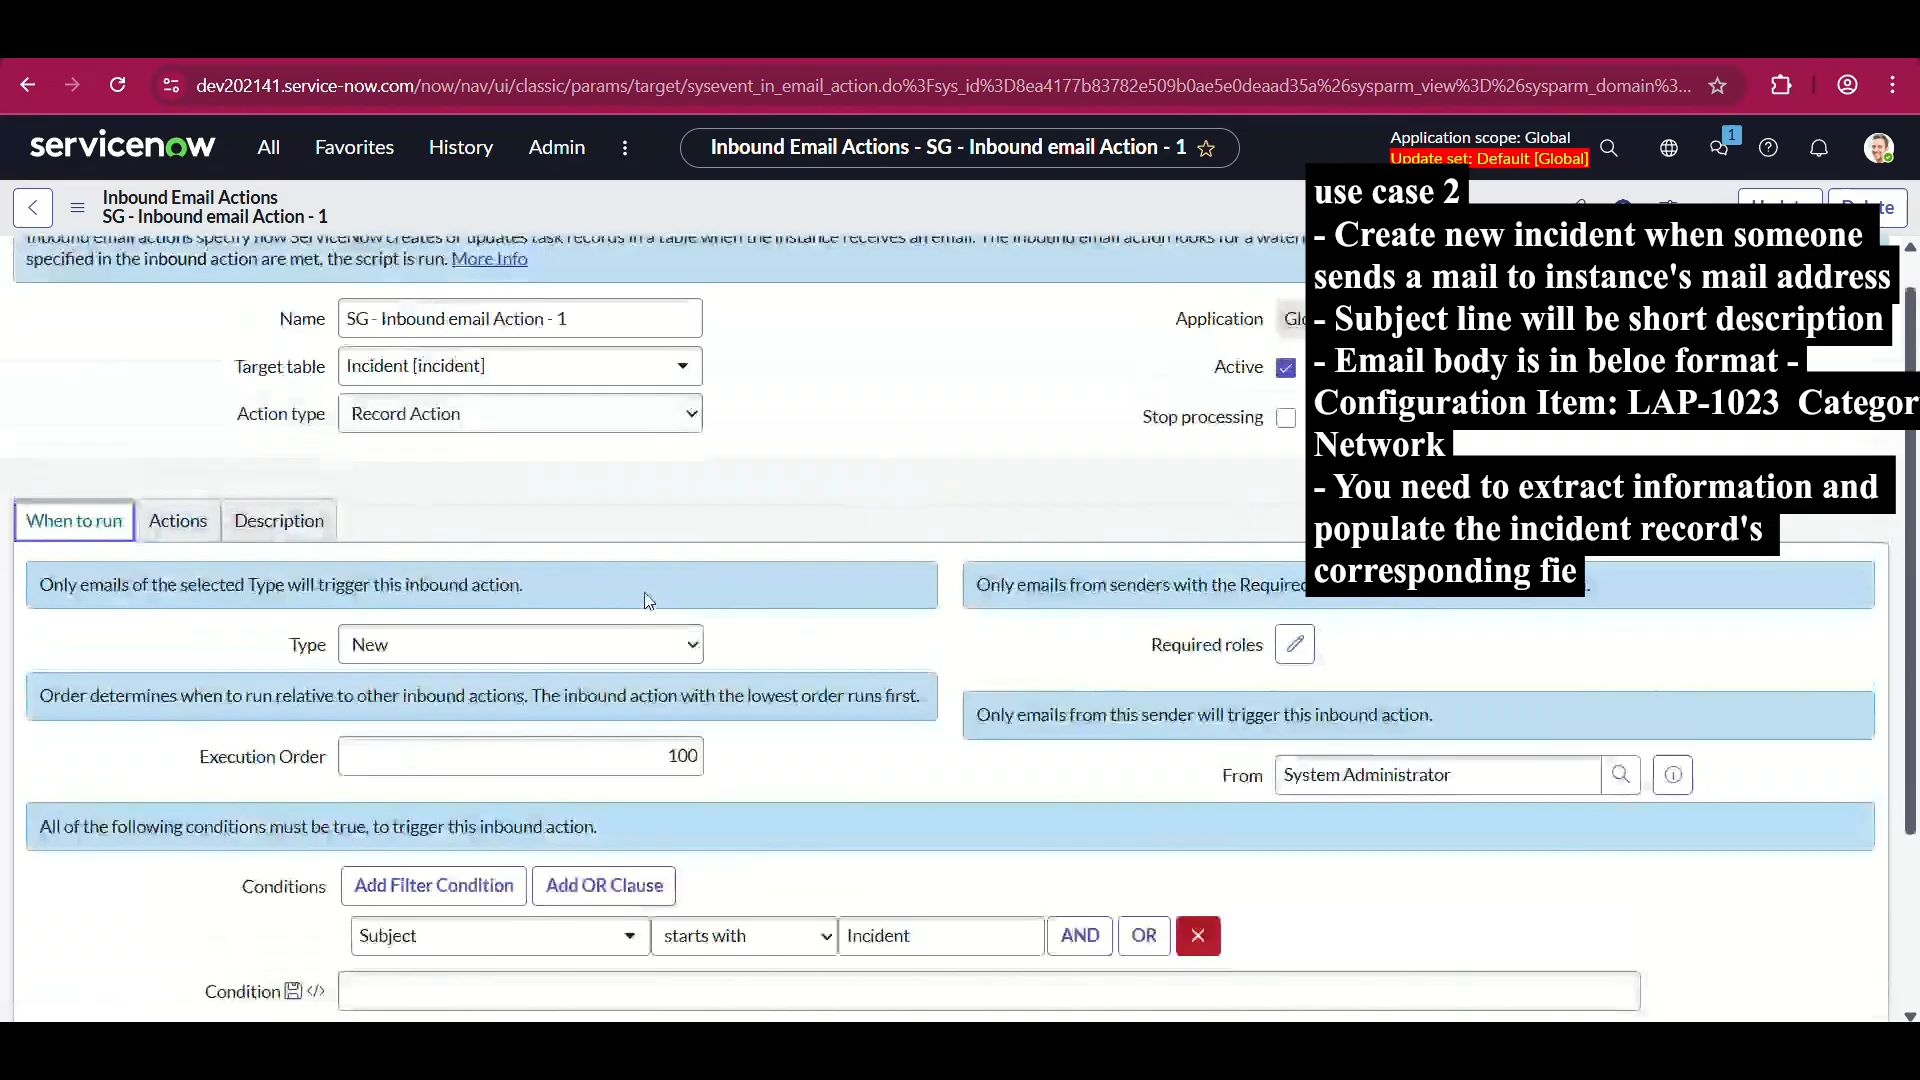 dev202141.service-now.com/now/nav/ui/classic/params/target/sysevent_in_email_action.do%3Fsys_id%3D8ea4177b83782e509b0ae5e0deaad35a%26sysparm_view%3D%26sysparm_domain%3...
servicenow All Favorites History Admin Inbound Email Actions - SG - Inbound email Action - 1
Application scope: Global
Update set: Default [Global]
1
Inbound Email Actions
SG - Inbound email Action - 1
use case 2
- Create new incident when someone
sends a mail to instance's mail address
- Subject line will be short description
- Email body is in beloe format -
Configuration Item: LAP-1023 Categor
Network
- You need to extract information and
populate the incident record's
corresponding fie
Inbound email actions specify how ServiceNow creates or updates task records in a table when the instance receives an email. The inbound email action looks for a water
specified in the inbound action are met, the script is run. More Info
Name SG - Inbound email Action - 1
Application Glo
Target table Incident [incident]
Active
Action type Record Action
Stop processing
When to run Actions Description
Only emails of the selected Type will trigger this inbound action.
Only emails from senders with the Required
Type New
Required roles
Order determines when to run relative to other inbound actions. The inbound action with the lowest order runs first.
Only emails from this sender will trigger this inbound action.
Execution Order 100
From System Administrator
All of the following conditions must be true, to trigger this inbound action.
Conditions Add Filter Condition Add OR Clause
Subject starts with Incident AND OR
Condition